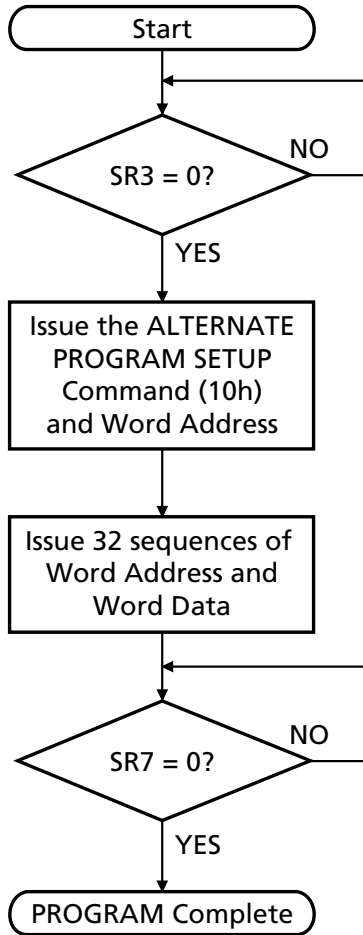 Start
SR3 = 0?
NO
YES
Issue the ALTERNATE
PROGRAM SETUP
Command (10h)
and Word Address
Issue 32 sequences of
Word Address and
Word Data
SR7 = 0?
NO
YES
PROGRAM Complete